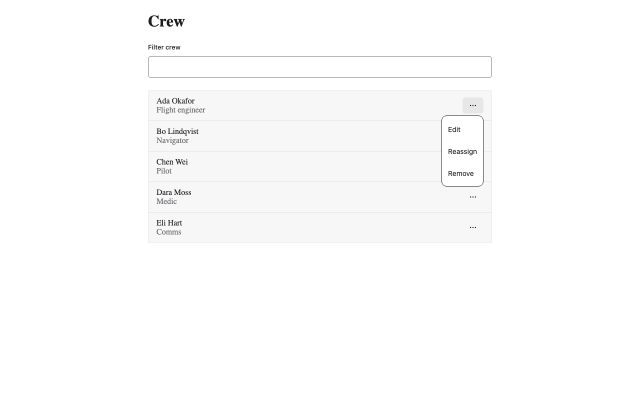 Crew
Filter crew
Ada Okafor
Flight engineer
...
Edit
Bo Lindqvist
Navigator
Reassign
Chen Wei
Pilot
Remove
Dara Moss
Medic
...
Eli Hart
Comms
...